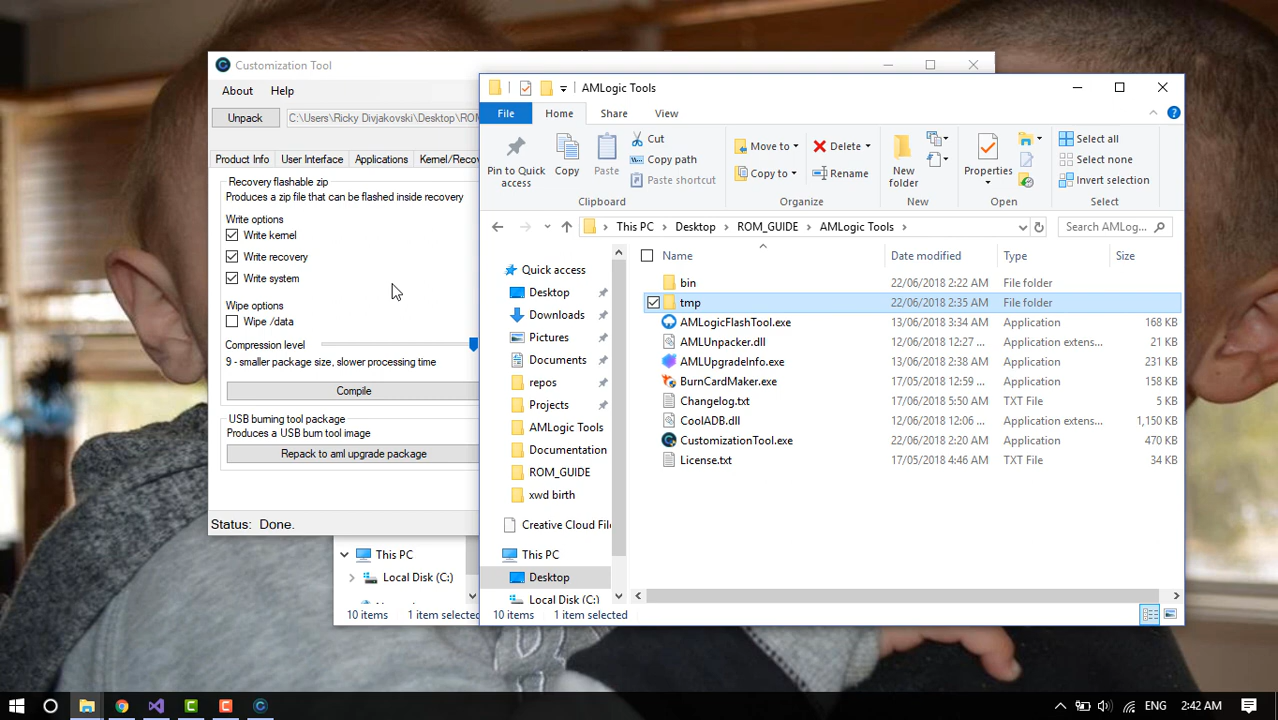 Customization Tool
About Help
Unpack C:\Users\Ricky Divjakovski\Desktop\RO
Product Info User Interface Applications Kernel/Reco
Recovery flashable zip
Produces a zip file that can be flashed inside recovery
Write options
Write kernel
Write recovery
Write system
Wipe options
Wipe /data
Compression level
9 - smaller package size, slower processing time
Compile
USB burning tool package
Produces a USB burn tool image
Repack to aml upgrade package
Status: Done.
This PC
Local Disk (C:)
10 items 1 item selected
AMLogic Tools
File Home Share View
Pin to Quick access
Copy
Paste
Cut
Copy path
Paste shortcut
Clipboard
Move to
Copy to
Delete
Rename
Organize
New folder
New
Properties
Open
Select all
Select none
Invert selection
Select
This PC Desktop ROM_GUIDE AMLogic Tools
Search AMLog...
Quick access
Desktop
Downloads
Pictures
Documents
repos
Projects
AMLogic Tools
Documentation
ROM_GUIDE
xwd birth
Creative Cloud File
This PC
Desktop
Local Disk (C:)
Name Date modified Type Size
bin 22/06/2018 2:22 AM File folder
tmp 22/06/2018 2:35 AM File folder
AMLogicFlashTool.exe 13/06/2018 3:34 AM Application 168 KB
AMLUnpacker.dll 12/06/2018 12:27 ... Application extens... 21 KB
AMLUpgradeInfo.exe 13/06/2018 2:38 AM Application 231 KB
BurnCardMaker.exe 17/05/2018 12:59 ... Application 158 KB
Changelog.txt 17/06/2018 5:50 AM TXT File 5 KB
CoolADB.dll 12/06/2018 12:06 ... Application extens... 1,150 KB
CustomizationTool.exe 22/06/2018 2:20 AM Application 470 KB
License.txt 17/05/2018 4:46 AM TXT File 34 KB
10 items 1 item selected
ENG 2:42 AM